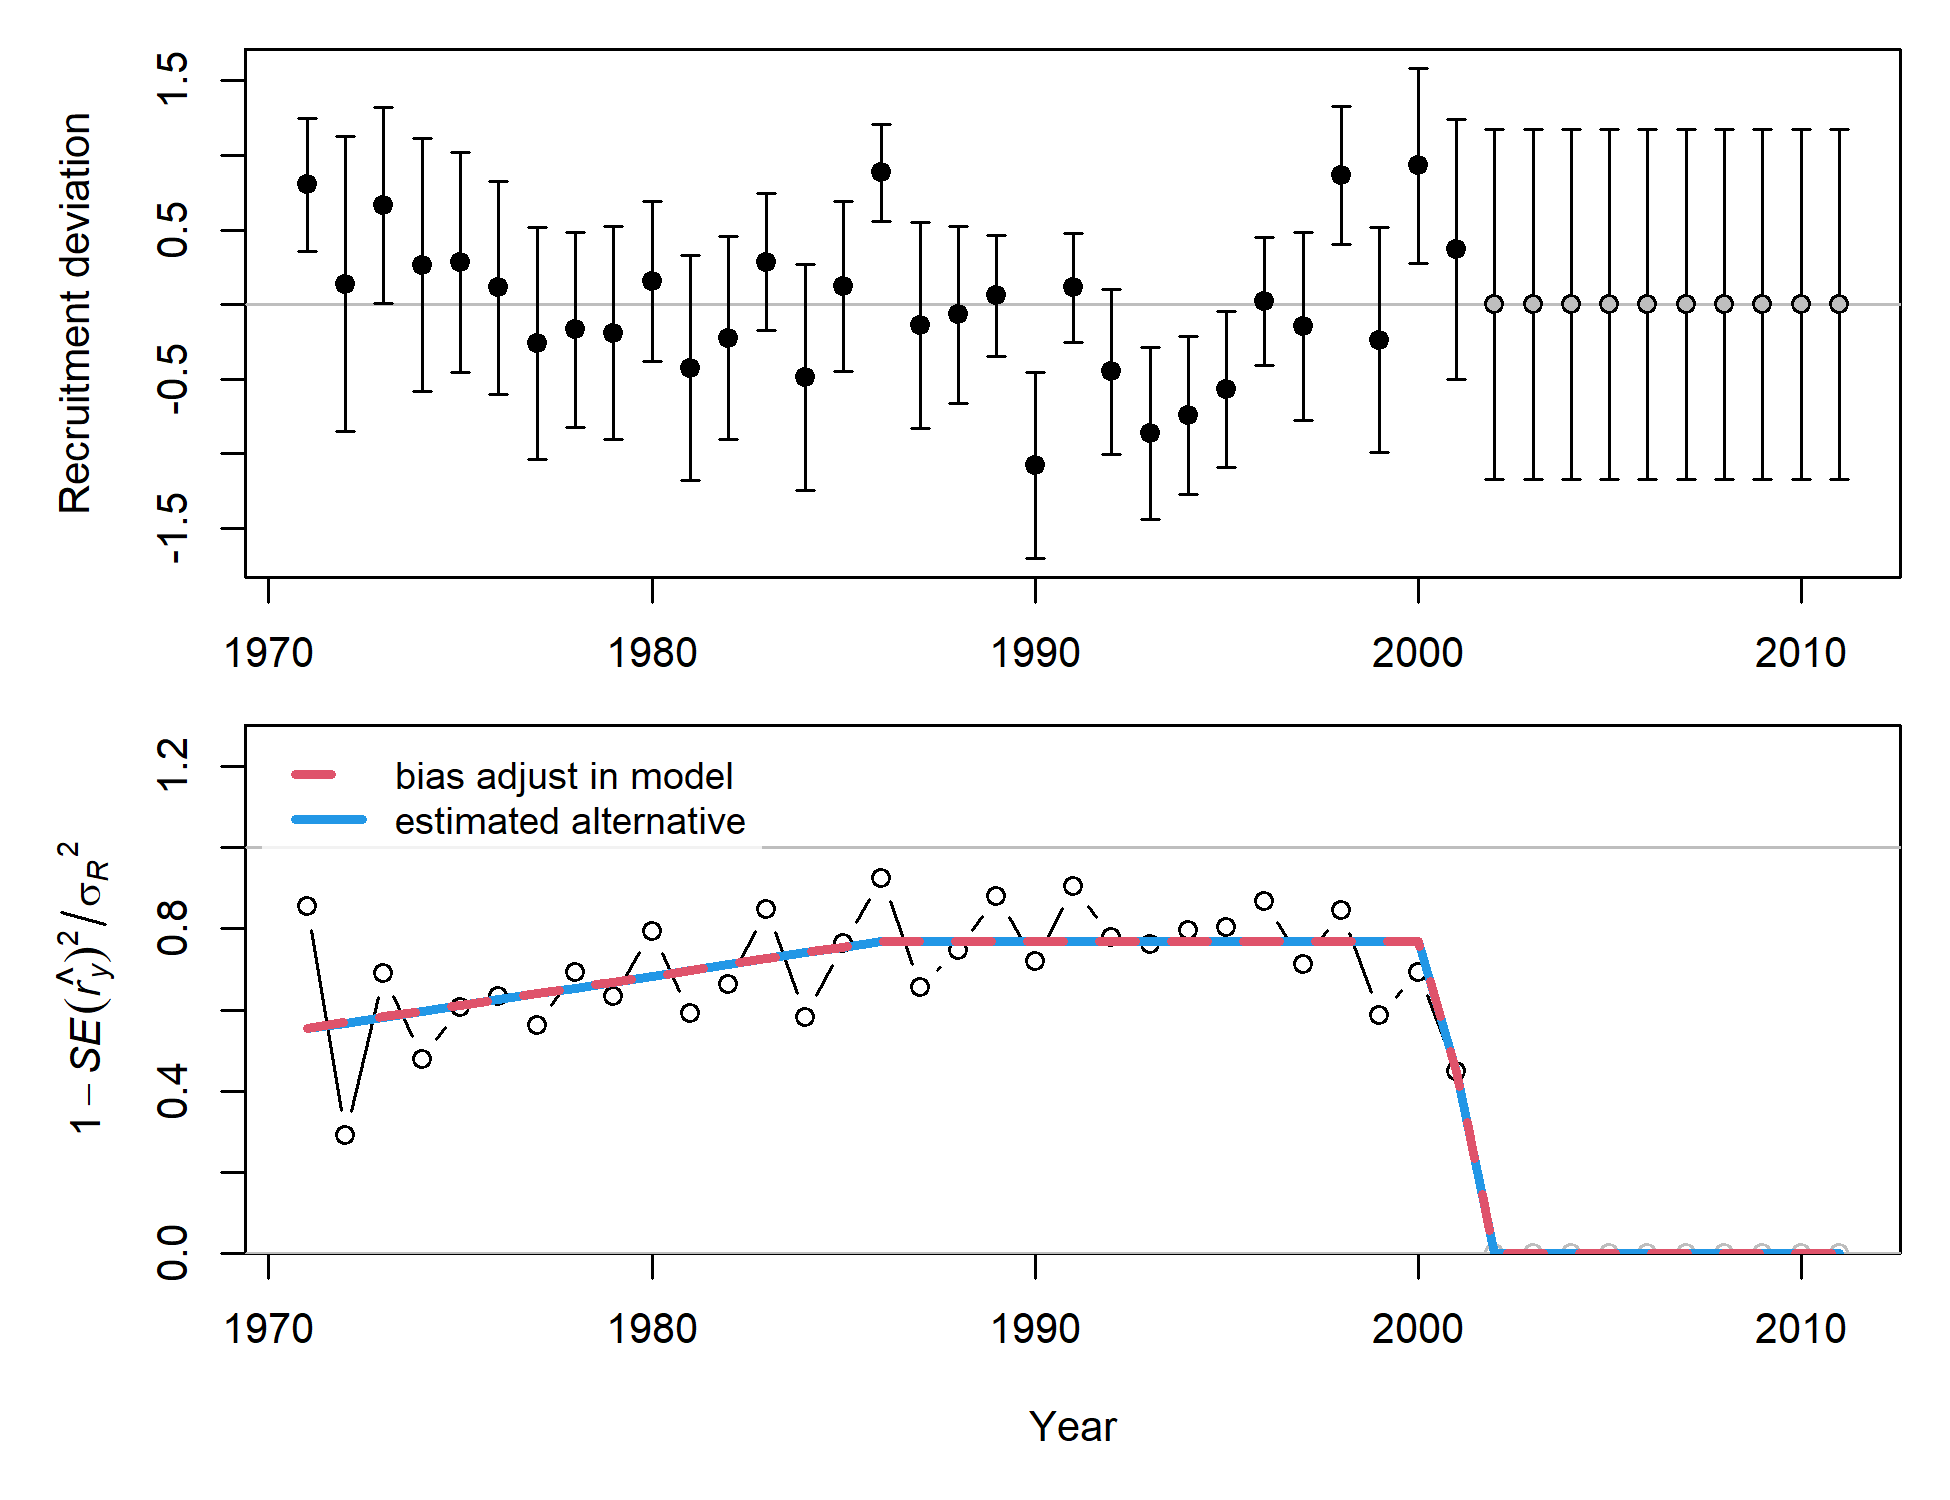 Recruitment deviation
1.5
0.5
-0.5
-1.5
1970 1980 1990 2000 2010
bias adjust in model
estimated alternative
1 − SE(r̂y)² / σR²
1.2
0.8
0.4
0.0
1970 1980 1990 2000 2010
Year